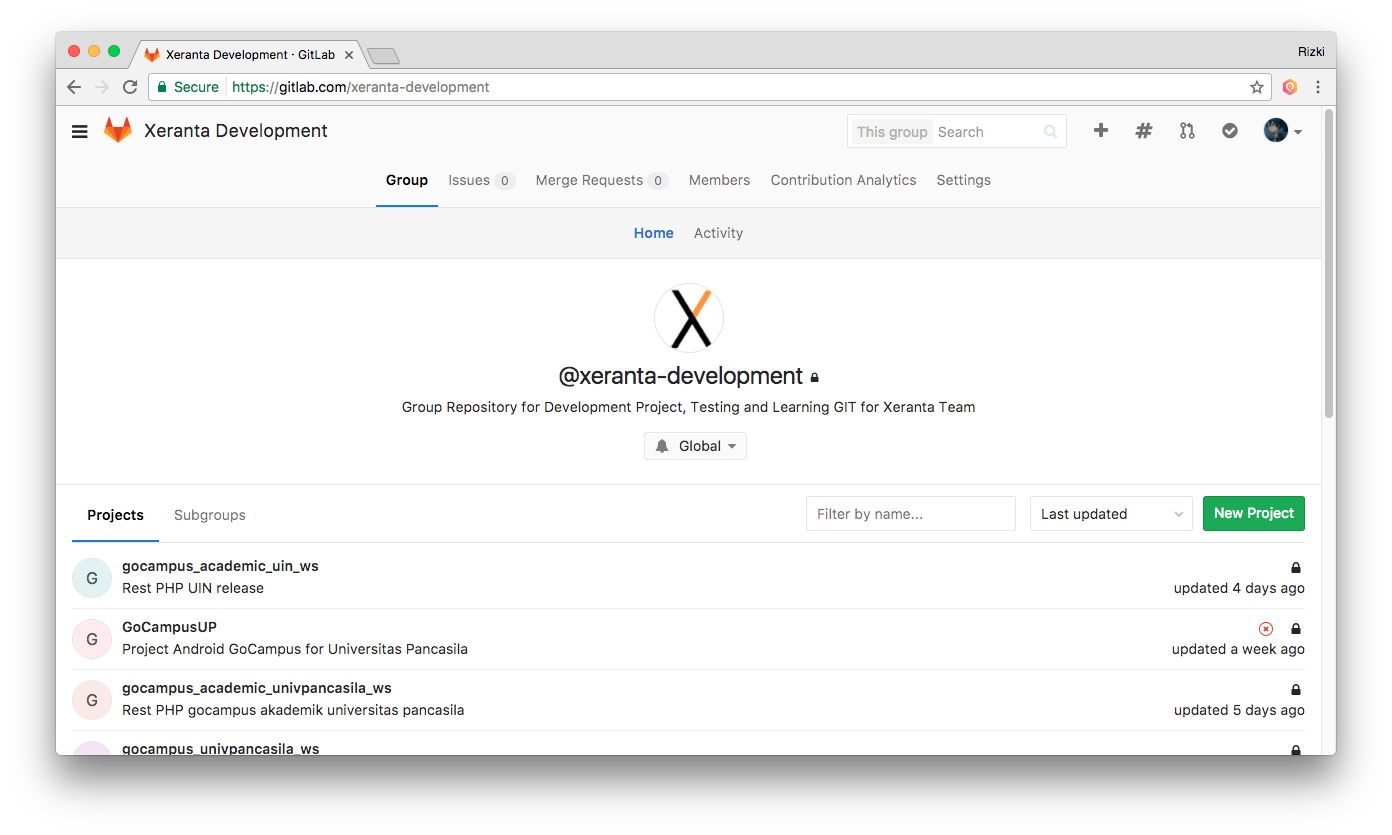 Xeranta Development · GitLab
Rizki
Secure https://gitlab.com/xeranta-development
Xeranta Development
This group Search
Group Issues 0 Merge Requests 0 Members Contribution Analytics Settings
Home Activity
@xeranta-development
Group Repository for Development Project, Testing and Learning GIT for Xeranta Team
Global
Projects Subgroups Filter by name... Last updated New Project
G
gocampus_academic_uin_ws
Rest PHP UIN release
updated 4 days ago
G
GoCampusUP
Project Android GoCampus for Universitas Pancasila
updated a week ago
G
gocampus_academic_univpancasila_ws
Rest PHP gocampus akademik universitas pancasila
updated 5 days ago
gocampus_univpancasila_ws